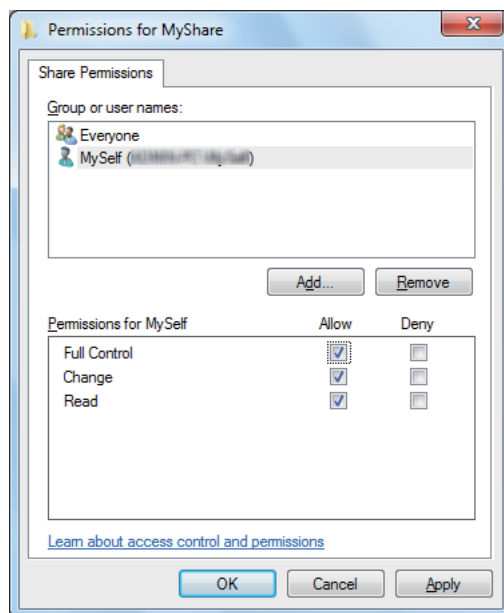 Permissions for MyShare
Share Permissions
Group or user names:
Everyone
MySelf ( )
Add... Remove
Permissions for MySelf Allow Deny
Full Control
Change
Read
Learn about access control and permissions
OK Cancel Apply